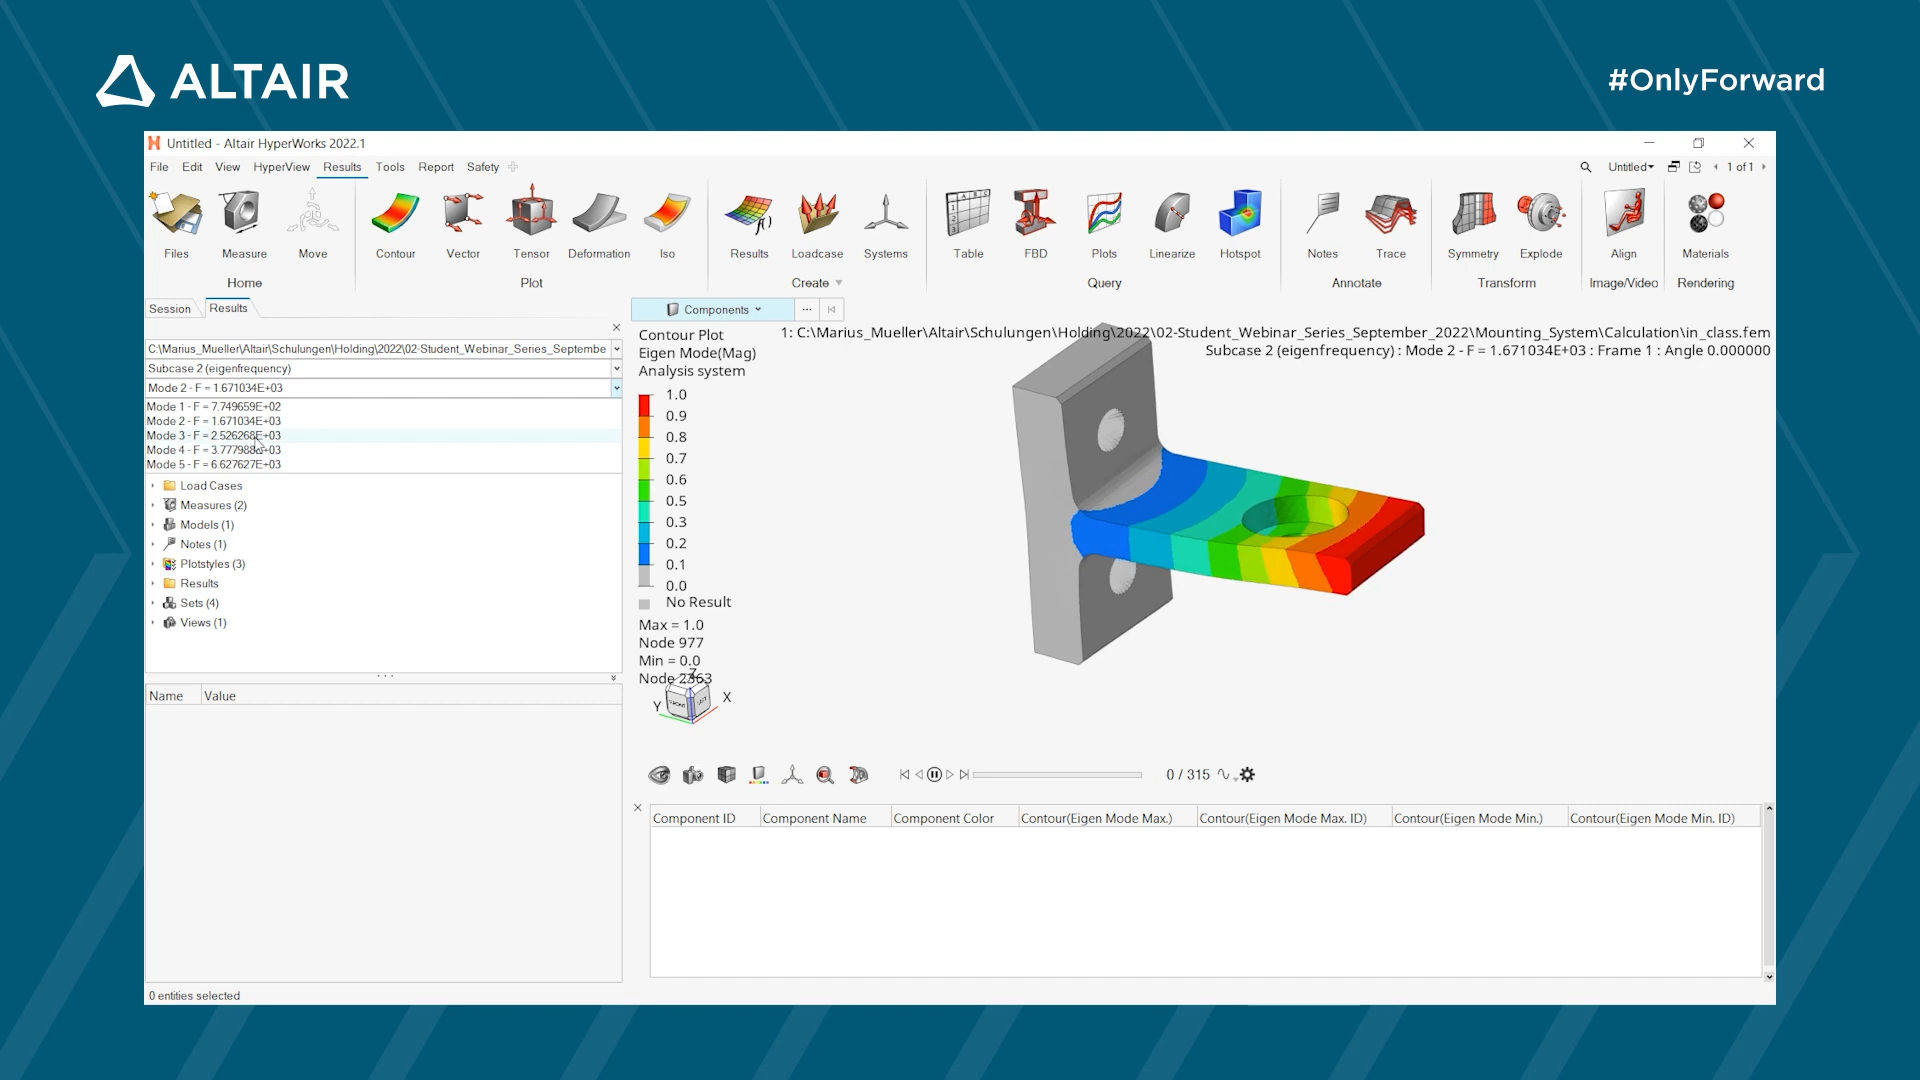 ALTAIR
#OnlyForward
Untitled - Altair HyperWorks 2022.1
File Edit View HyperView Results Tools Report Safety
Untitled 1 of 1
Files Measure Move Contour Vector Tensor Deformation Iso Results Loadcase Systems Table FBD Plots Linearize Hotspot Notes Trace Symmetry Explode Align Materials
Home Plot Create Query Annotate Transform Image/Video Rendering
Session Results
Components
C:\Marius_Mueller\Altair\Schulungen\Holding\2022\02-Student_Webinar_Series_Septembe
Subcase 2 (eigenfrequency)
Mode 2 - F = 1.671034E+03
Mode 1 - F = 7.749659E+02
Mode 2 - F = 1.671034E+03
Mode 3 - F = 2.526268E+03
Mode 4 - F = 3.777988E+03
Mode 5 - F = 6.627627E+03
Load Cases
Measures (2)
Models (1)
Notes (1)
Plotstyles (3)
Results
Sets (4)
Views (1)
Name Value
Contour Plot
Eigen Mode(Mag)
Analysis system
1.0
0.9
0.8
0.7
0.6
0.5
0.3
0.2
0.1
0.0
No Result
Max = 1.0
Node 977
Min = 0.0
Node 2363
Z
Y
X
1: C:\Marius_Mueller\Altair\Schulungen\Holding\2022\02-Student_Webinar_Series_September_2022\Mounting_System\Calculation\in_class.fem
Subcase 2 (eigenfrequency) : Mode 2 - F = 1.671034E+03 : Frame 1 : Angle 0.000000
0 / 315
Component ID Component Name Component Color Contour(Eigen Mode Max.) Contour(Eigen Mode Max. ID) Contour(Eigen Mode Min.) Contour(Eigen Mode Min. ID)
0 entities selected